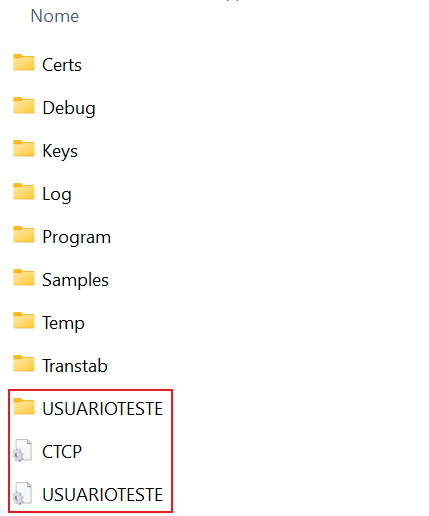 Nome
Certs
Debug
Keys
Log
Program
Samples
Temp
Transtab
USUARIOTESTE
CTCP
USUARIOTESTE